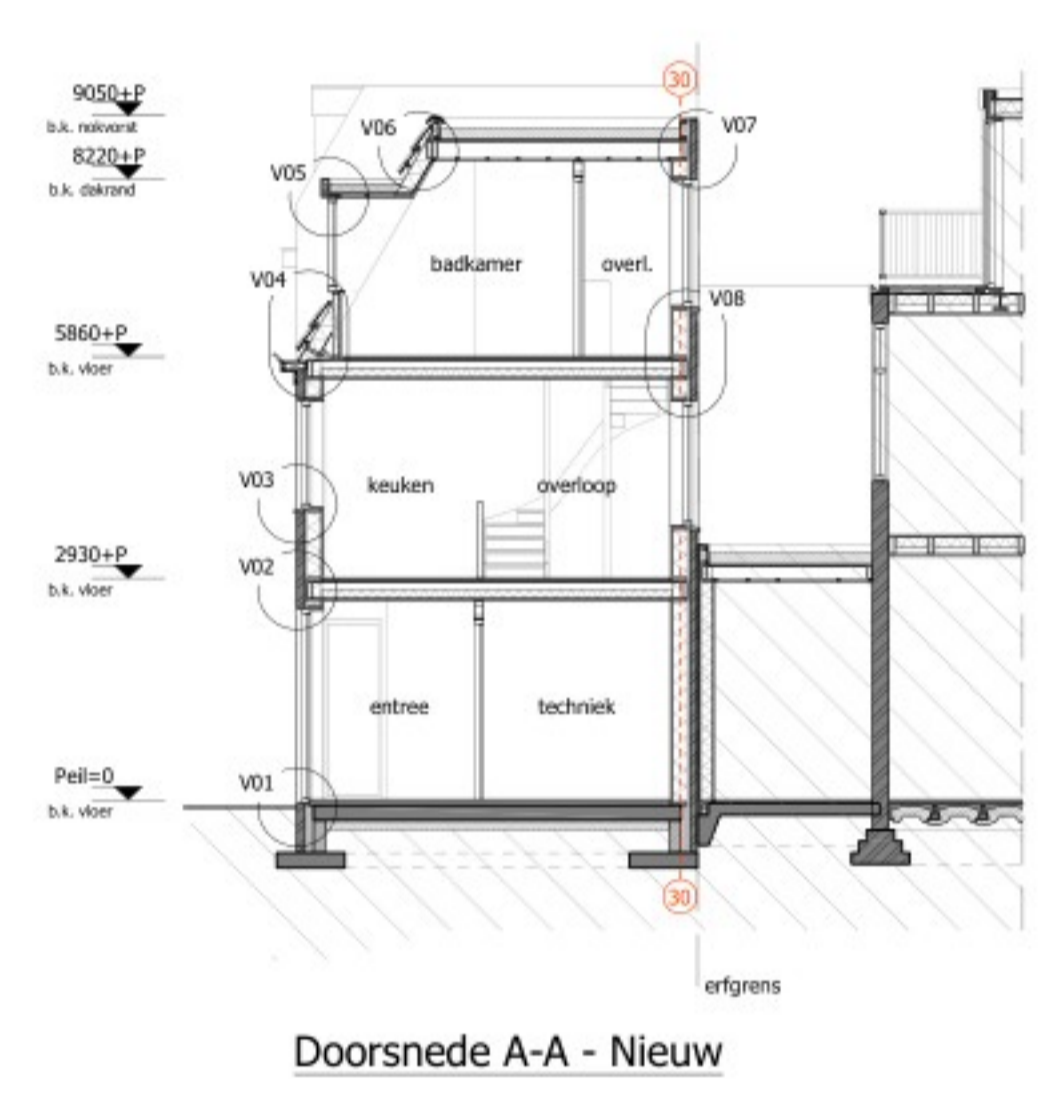 30
9050+P
b.k. nokvorst
V06
V07
8220+P
V05
b.k. dakrand
badkamer
overl.
V04
V08
5860+P
b.k. vloer
V03
keuken
overloop
2930+P
V02
b.k. vloer
entree
techniek
Peil=0
V01
b.k. vloer
30
erfgrens
Doorsnede A-A - Nieuw